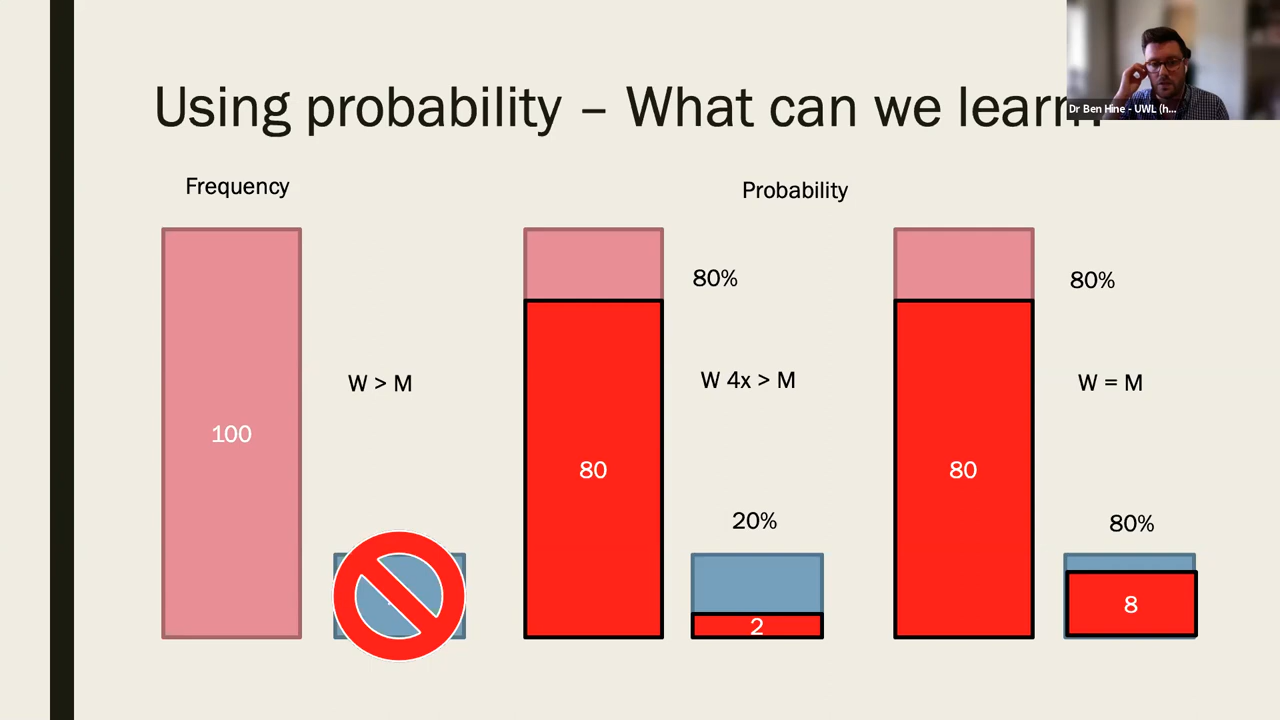 Using probability – What can we learn
Dr Ben Hine - UWL (h...
Frequency
Probability
80%
80%
W > M
W 4x > M
W = M
100
80
80
20%
80%
2
8